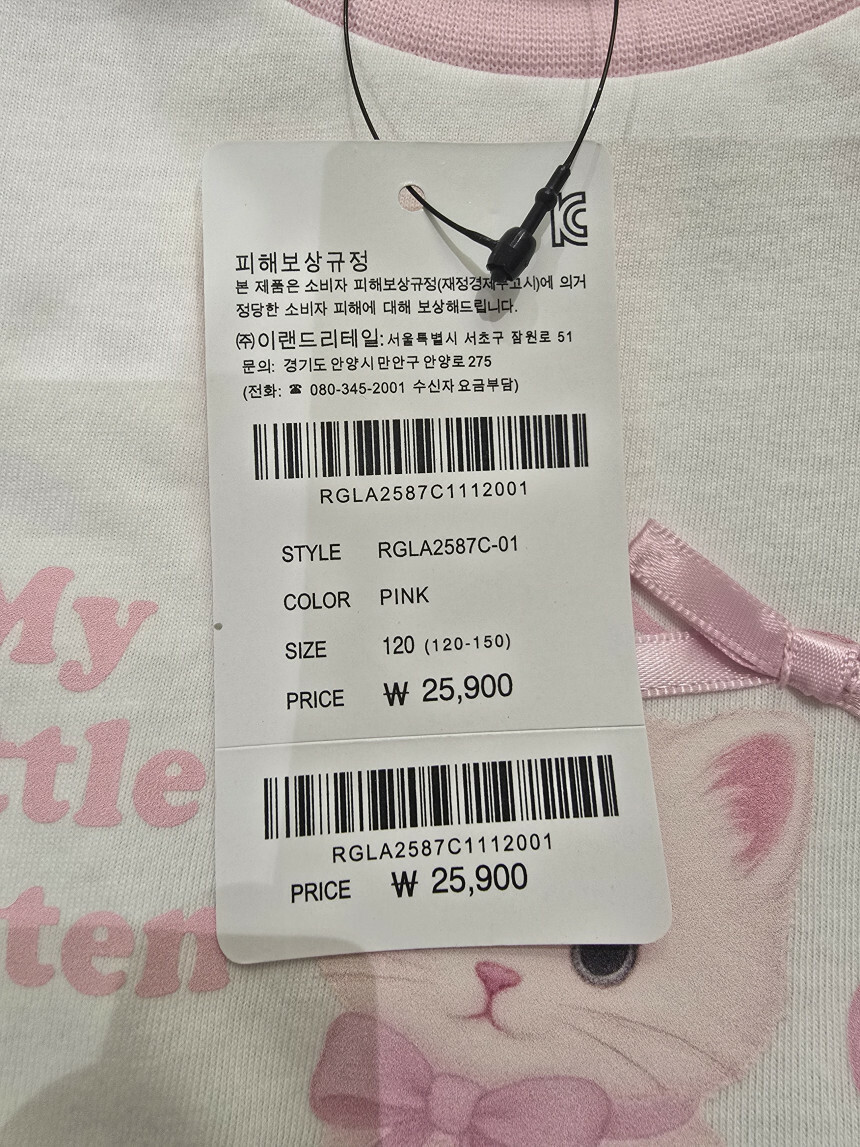 피해보상규정
본 제품은 소비자 피해보상규정(재정경제부고시)에 의거
정당한 소비자 피해에 대해 보상해드립니다.
㈜이랜드리테일: 서울특별시 서초구 잠원로 51
문의: 경기도 안양시 만안구 안양로 275
(전화: ☎ 080-345-2001 수신자 요금부담)
RGLA2587C1112001
STYLE RGLA2587C-01
COLOR PINK
SIZE 120 (120-150)
PRICE ₩ 25,900
RGLA2587C1112001
PRICE ₩ 25,900
My
ttle
tten